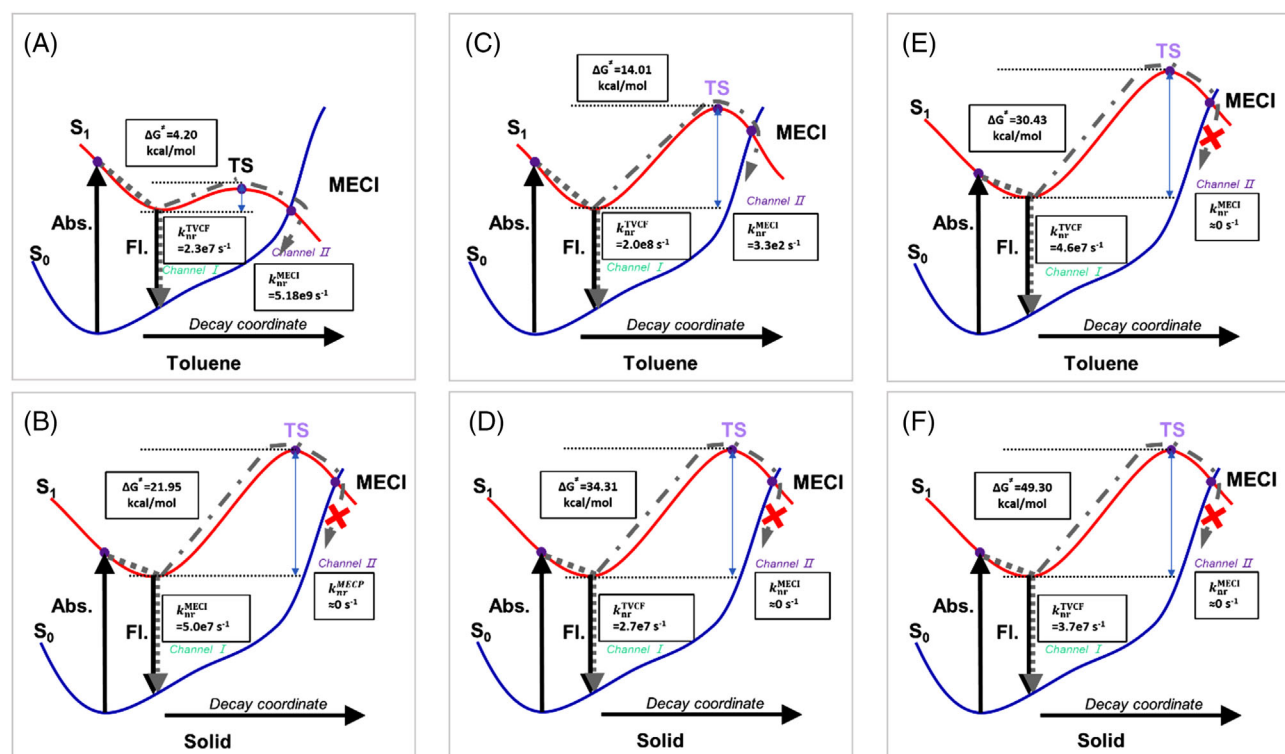 (A)
ΔG≠=4.20
kcal/mol
S1
TS
MECI
Abs.
Fl.
k_nr^TVCF
=2.3e7 s-1
Channel I
Channel II
k_nr^MECI
=5.18e9 s-1
S0
Decay coordinate
Toluene
(C)
ΔG≠=14.01
kcal/mol
TS
S1
MECI
Channel II
Abs.
Fl.
k_nr^TVCF
=2.0e8 s-1
Channel I
k_nr^MECI
=3.3e2 s-1
S0
Decay coordinate
Toluene
(E)
TS
ΔG≠=30.43
kcal/mol
S1
MECI
Channel II
Abs.
Fl.
k_nr^TVCF
=4.6e7 s-1
Channel I
k_nr^MECI
≈0 s-1
S0
Decay coordinate
Toluene
(B)
TS
ΔG≠=21.95
kcal/mol
S1
MECI
Channel II
k_nr^MECP
≈0 s-1
Abs.
Fl.
k_nr^MECI
=5.0e7 s-1
Channel I
S0
Decay coordinate
Solid
(D)
TS
ΔG≠=34.31
kcal/mol
S1
MECI
Channel II
k_nr^MECI
≈0 s-1
Abs.
Fl.
k_nr^TVCF
=2.7e7 s-1
Channel I
S0
Decay coordinate
Solid
(F)
TS
ΔG≠=49.30
kcal/mol
S1
MECI
Channel II
k_nr^MECI
≈0 s-1
Abs.
Fl.
k_nr^TVCF
=3.7e7 s-1
Channel I
S0
Decay coordinate
Solid